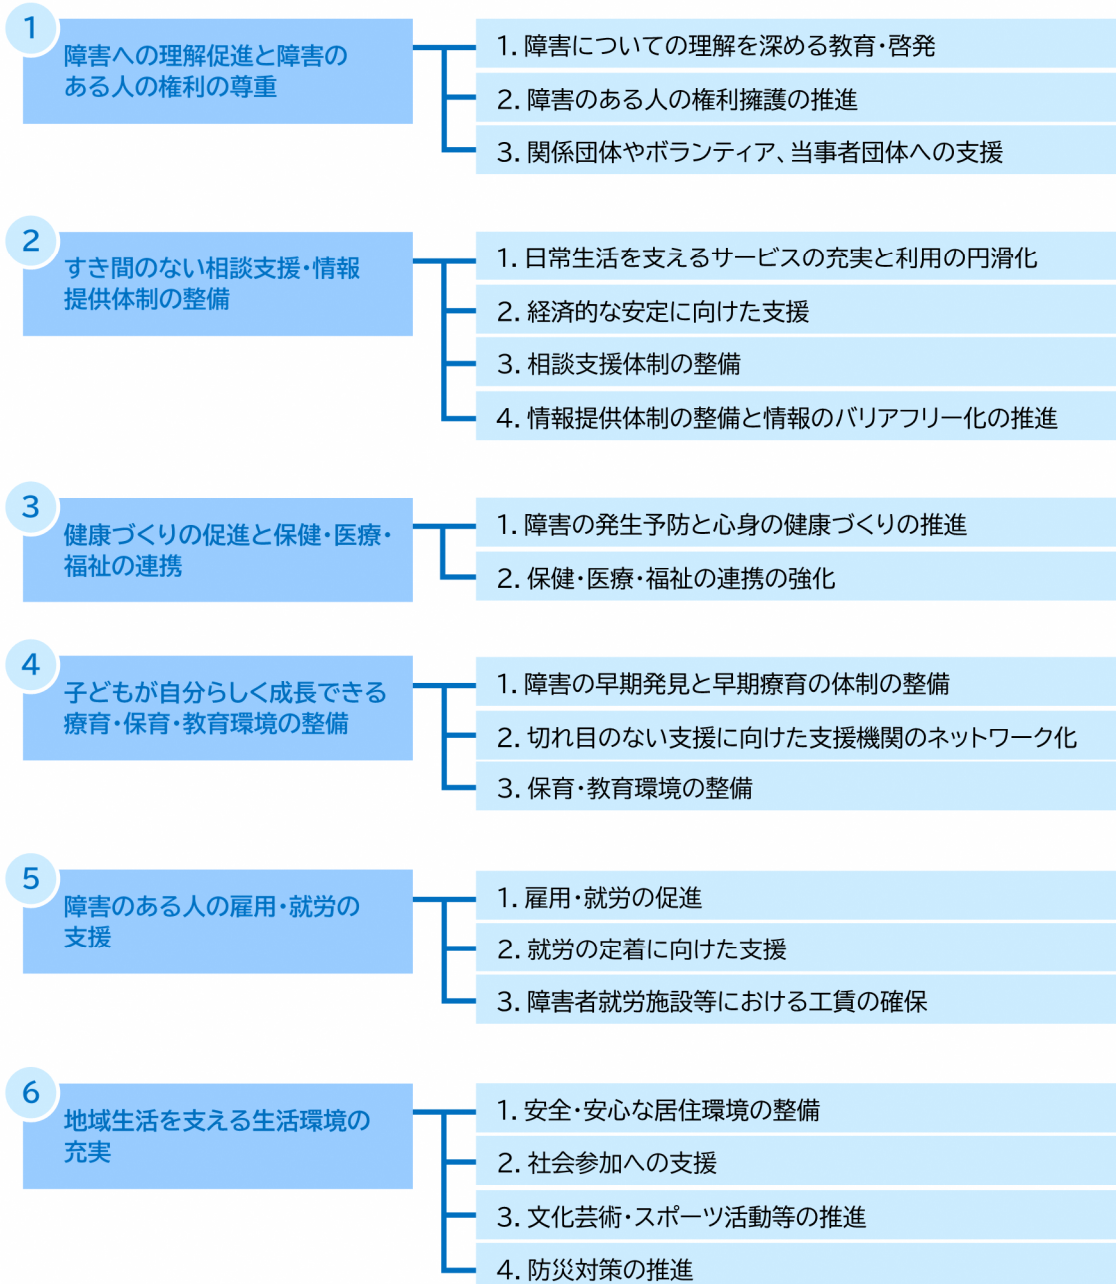 1
障害への理解促進と障害の
ある人の権利の尊重
1. 障害についての理解を深める教育・啓発
2. 障害のある人の権利擁護の推進
3. 関係団体やボランティア、当事者団体への支援
2
すき間のない相談支援・情報
提供体制の整備
1. 日常生活を支えるサービスの充実と利用の円滑化
2. 経済的な安定に向けた支援
3. 相談支援体制の整備
4. 情報提供体制の整備と情報のバリアフリー化の推進
3
健康づくりの促進と保健・医療・
福祉の連携
1. 障害の発生予防と心身の健康づくりの推進
2. 保健・医療・福祉の連携の強化
4
子どもが自分らしく成長できる
療育・保育・教育環境の整備
1. 障害の早期発見と早期療育の体制の整備
2. 切れ目のない支援に向けた支援機関のネットワーク化
3. 保育・教育環境の整備
5
障害のある人の雇用・就労の
支援
1. 雇用・就労の促進
2. 就労の定着に向けた支援
3. 障害者就労施設等における工賃の確保
6
地域生活を支える生活環境の
充実
1. 安全・安心な居住環境の整備
2. 社会参加への支援
3. 文化芸術・スポーツ活動等の推進
4. 防災対策の推進